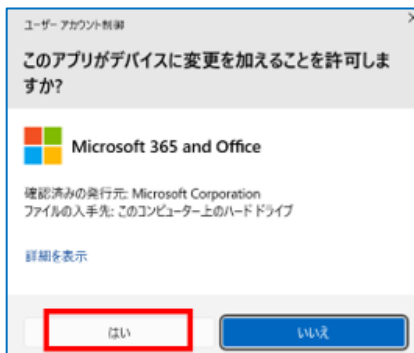 ユーザー アカウント制御
このアプリがデバイスに変更を加えることを許可しま
すか?
Microsoft 365 and Office
確認済みの発行元: Microsoft Corporation
ファイルの入手先: このコンピューター上のハード ドライブ
詳細を表示
はい
いいえ